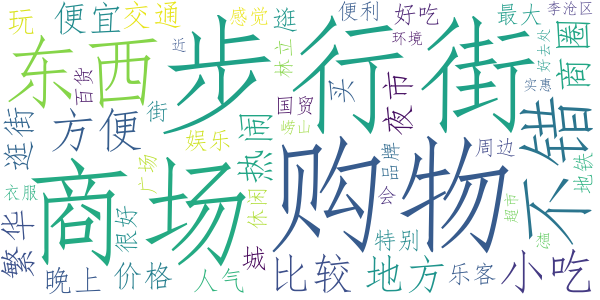 玩
便宜
交通
感觉
逛
便利
好吃
最大
李沧区
东西
百货
近
步行街
林立
买
环境
夜市
商圈
好去处
实惠
逛街
方便
街
娱乐
热闹
国贸
崂山
购物
品牌
周边
不错
地铁
衣服
商场
广场
休闲
会
超市
繁华
很好
晚上
价格
人气
城
比较
地方
特别
乐客
小吃